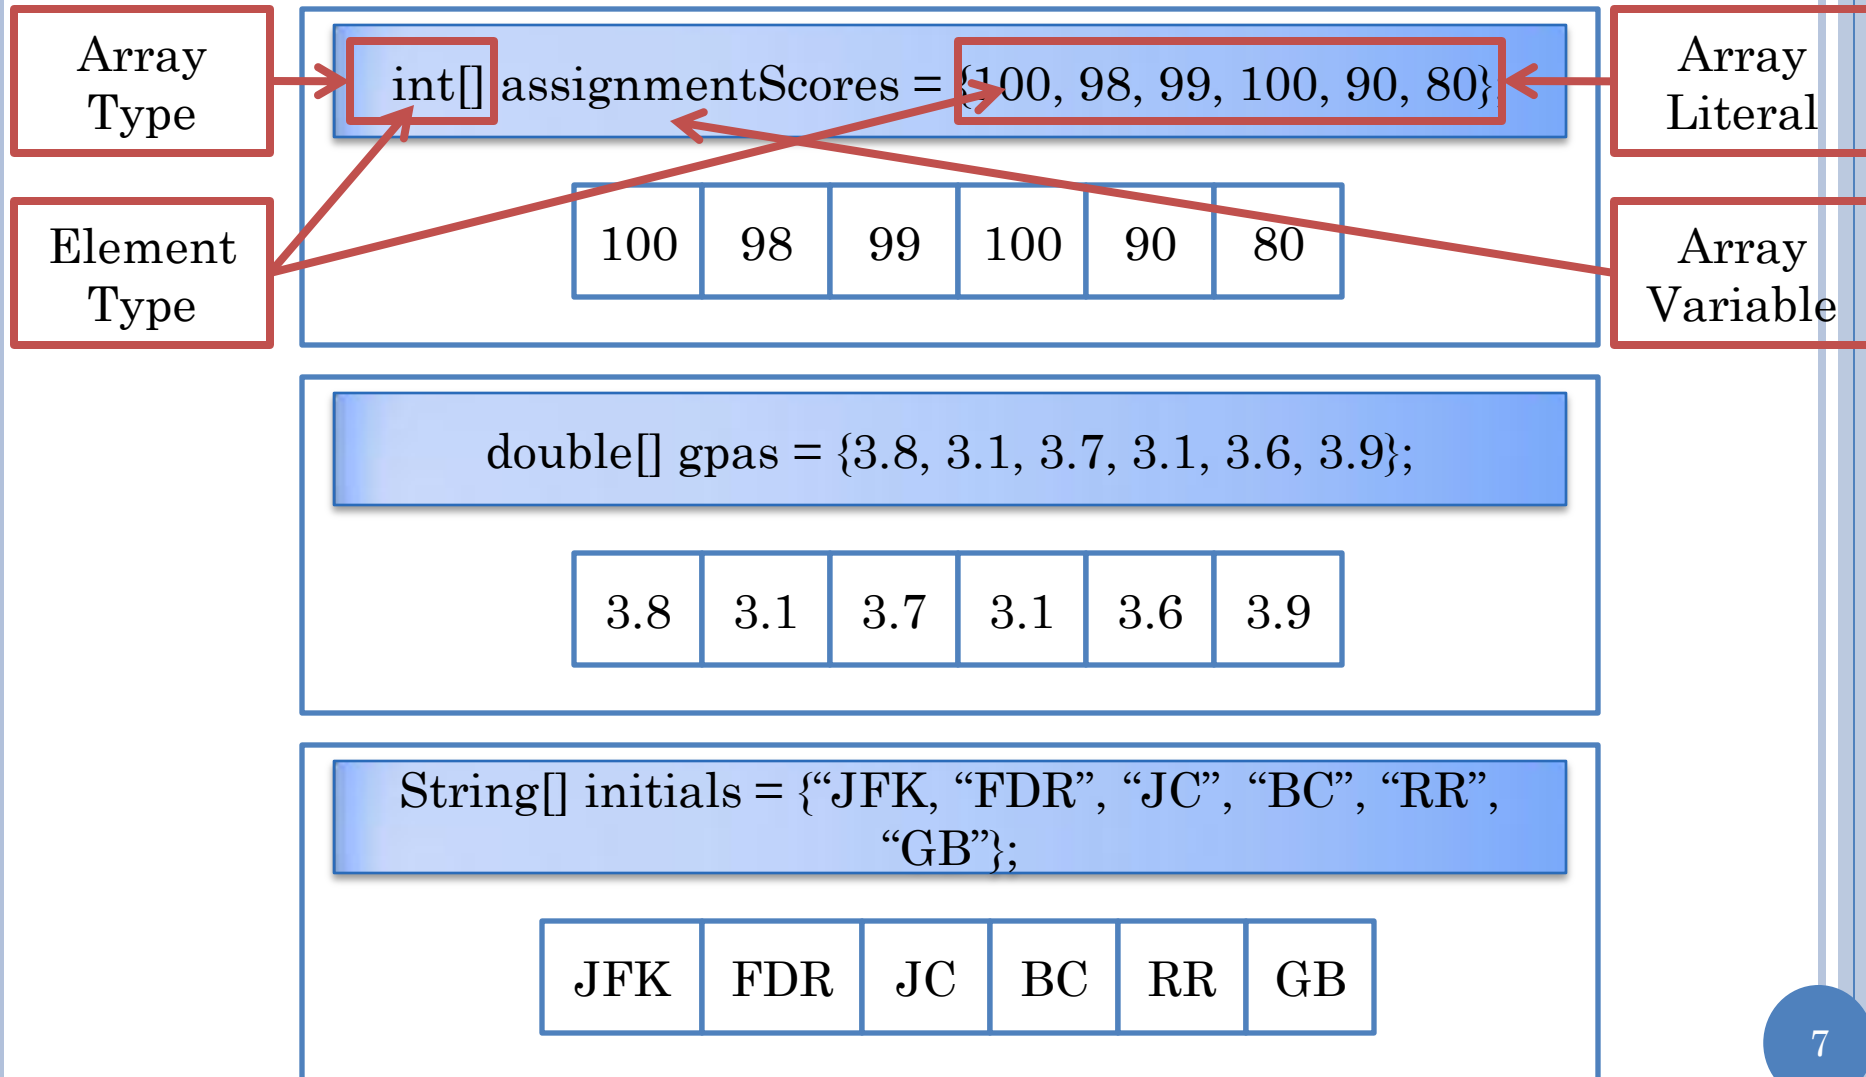 Array
Type
int[] assignmentScores = {100, 98, 99, 100, 90, 80};
Array
Literal
Element
Type
100 98 99 100 90 80
Array
Variable
double[] gpas = {3.8, 3.1, 3.7, 3.1, 3.6, 3.9};
3.8 3.1 3.7 3.1 3.6 3.9
String[] initials = {“JFK, “FDR”, “JC”, “BC”, “RR”,
“GB”};
JFK FDR JC BC RR GB
7